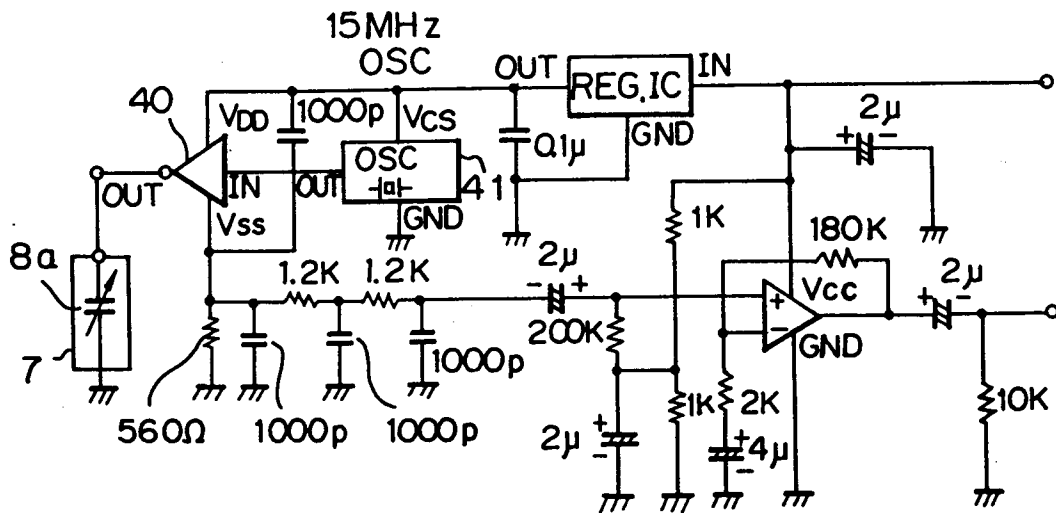 15MHz
OSC
OUT
REG.IC
IN
40
VDD
1000p
VCS
GND
0.1μ
2μ
+
-
OSC
OUT
IN
41
OUT
GND
VSS
1K
180K
8a
1.2K
1.2K
2μ
-
+
2μ
+
-
VCC
+
-
200K
GND
7
1000p
560Ω
1000p
1000p
1K
2K
10K
2μ
+
-
+
4μ
-